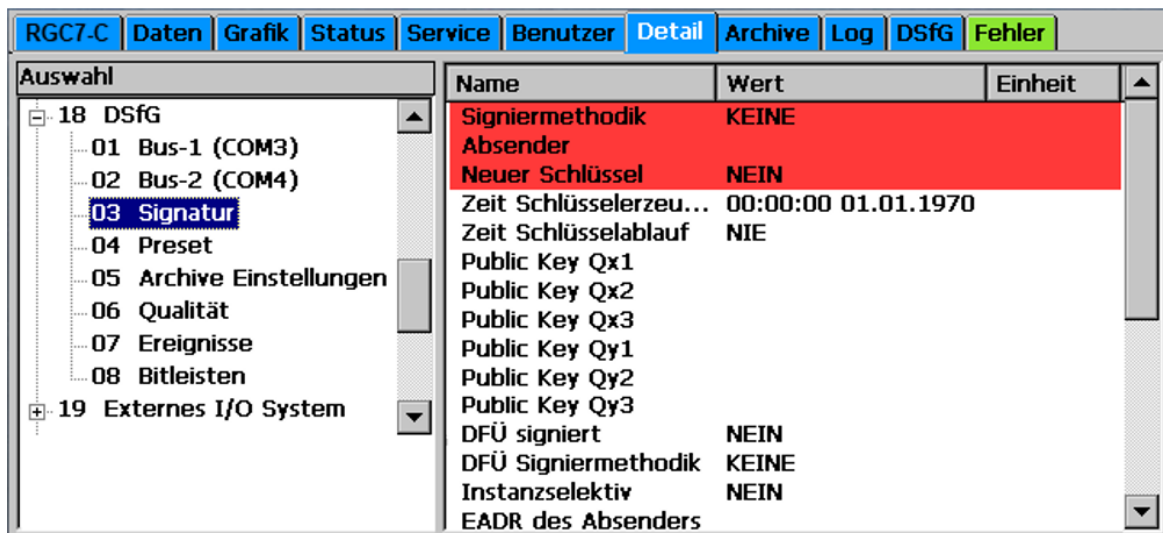 RGC7-C Daten Grafik Status Service Benutzer Detail Archive Log DSfG Fehler
Auswahl
18 DSfG
01 Bus-1 (COM3)
02 Bus-2 (COM4)
03 Signatur
04 Preset
05 Archive Einstellungen
06 Qualität
07 Ereignisse
08 Bitleisten
19 Externes I/O System
Name Wert Einheit
Signiermethodik KEINE
Absender
Neuer Schlüssel NEIN
Zeit Schlüsselerzeu... 00:00:00 01.01.1970
Zeit Schlüsselablauf NIE
Public Key Qx1
Public Key Qx2
Public Key Qx3
Public Key Qy1
Public Key Qy2
Public Key Qy3
DFÜ signiert NEIN
DFÜ Signiermethodik KEINE
Instanzselektiv NEIN
EADR des Absenders